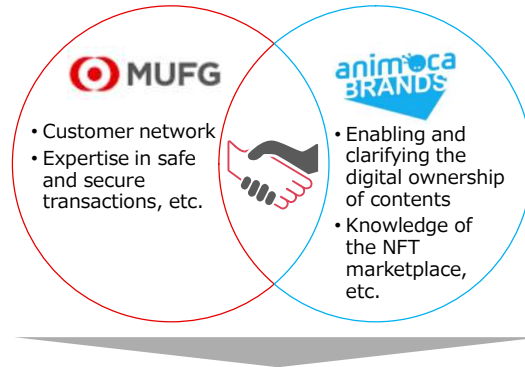 MUFG
• Customer network
• Expertise in safe
and secure
transactions, etc.
animoca
BRANDS
• Enabling and
clarifying the
digital ownership
of contents
• Knowledge of
the NFT
marketplace,
etc.